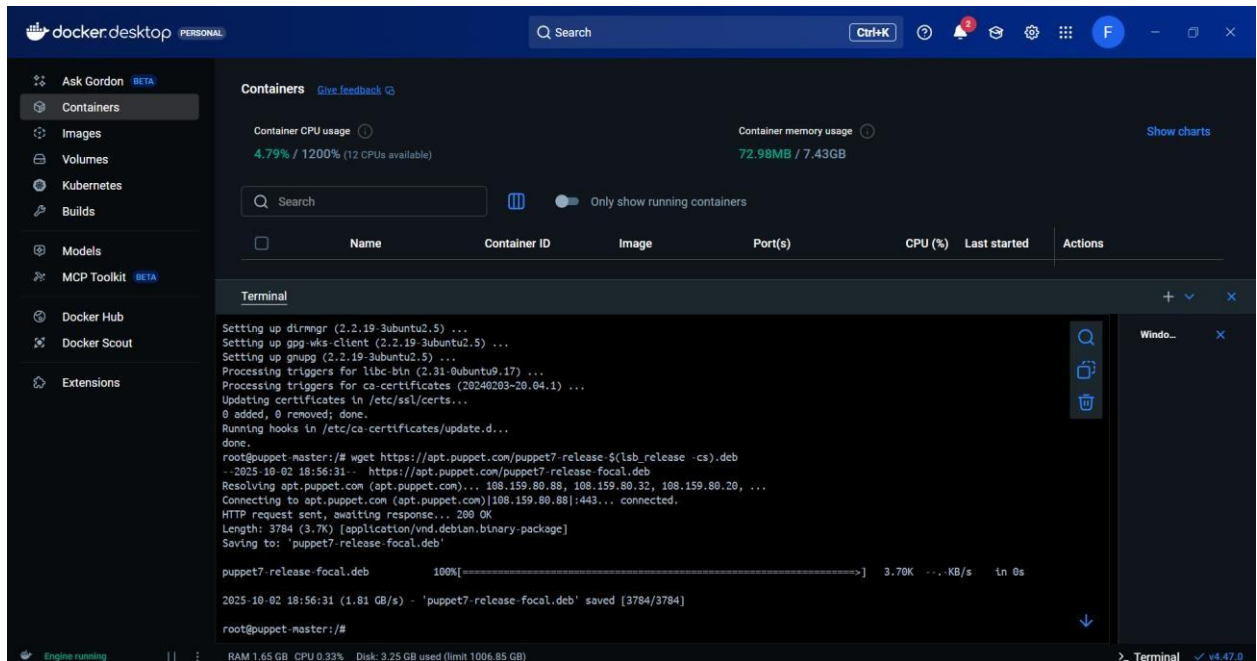 docker.desktop PERSONAL
Search
Ctrl+K
2
F
Ask Gordon BETA
Containers
Images
Volumes
Kubernetes
Builds
Models
MCP Toolkit BETA
Docker Hub
Docker Scout
Extensions
Containers Give feedback
Container CPU usage
4.79% / 1200% (12 CPUs available)
Container memory usage
72.98MB / 7.43GB
Show charts
Search
Only show running containers
Name Container ID Image Port(s) CPU (%) Last started Actions
Terminal
Windo...
Setting up dirmngr (2.2.19-3ubuntu2.5) ...
Setting up gpg-wks-client (2.2.19-3ubuntu2.5) ...
Setting up gnupg (2.2.19-3ubuntu2.5) ...
Processing triggers for libc-bin (2.31-0ubuntu9.17) ...
Processing triggers for ca-certificates (20240203~20.04.1) ...
Updating certificates in /etc/ssl/certs...
0 added, 0 removed; done.
Running hooks in /etc/ca-certificates/update.d...
done.
root@puppet-master:/# wget https://apt.puppet.com/puppet7-release-$(lsb_release -cs).deb
--2025-10-02 18:56:31-- https://apt.puppet.com/puppet7-release-focal.deb
Resolving apt.puppet.com (apt.puppet.com)... 108.159.80.88, 108.159.80.32, 108.159.80.20, ...
Connecting to apt.puppet.com (apt.puppet.com)|108.159.80.88|:443... connected.
HTTP request sent, awaiting response... 200 OK
Length: 3784 (3.7K) [application/vnd.debian.binary-package]
Saving to: 'puppet7-release-focal.deb'
puppet7-release-focal.deb 100%[===================================================================>] 3.70K --.-KB/s in 0s
2025-10-02 18:56:31 (1.81 GB/s) - 'puppet7-release-focal.deb' saved [3784/3784]
root@puppet-master:/#
Engine running
RAM 1.65 GB CPU 0.33% Disk: 3.25 GB used (limit 1006.85 GB)
>_ Terminal v4.47.0